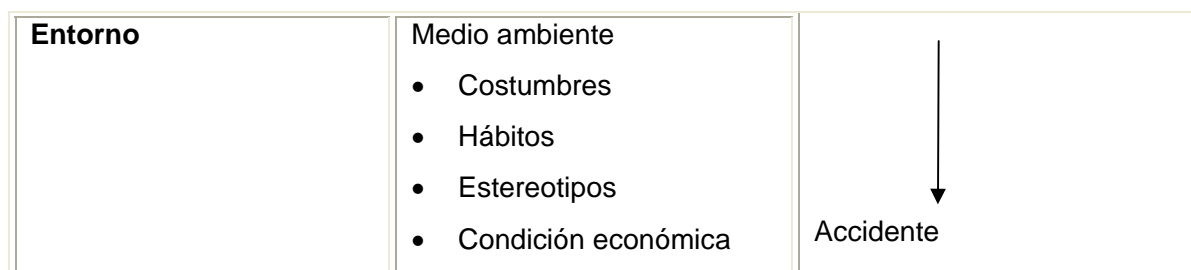 Entorno
Medio ambiente
• Costumbres
• Hábitos
• Estereotipos
• Condición económica
Accidente